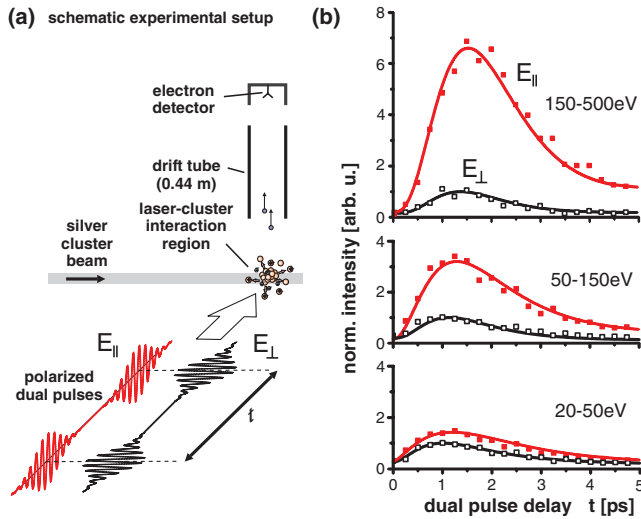 (a) schematic experimental setup
electron
detector
drift tube
(0.44 m)
laser-cluster
interaction
region
silver
cluster
beam
E∥
E⊥
polarized
dual pulses
t
(b)
norm. intensity [arb. u.]
8
6
4
2
0
E∥
150-500eV
E⊥
4
2
0
50-150eV
4
2
0
20-50eV
0 1 2 3 4 5
dual pulse delay t [ps]